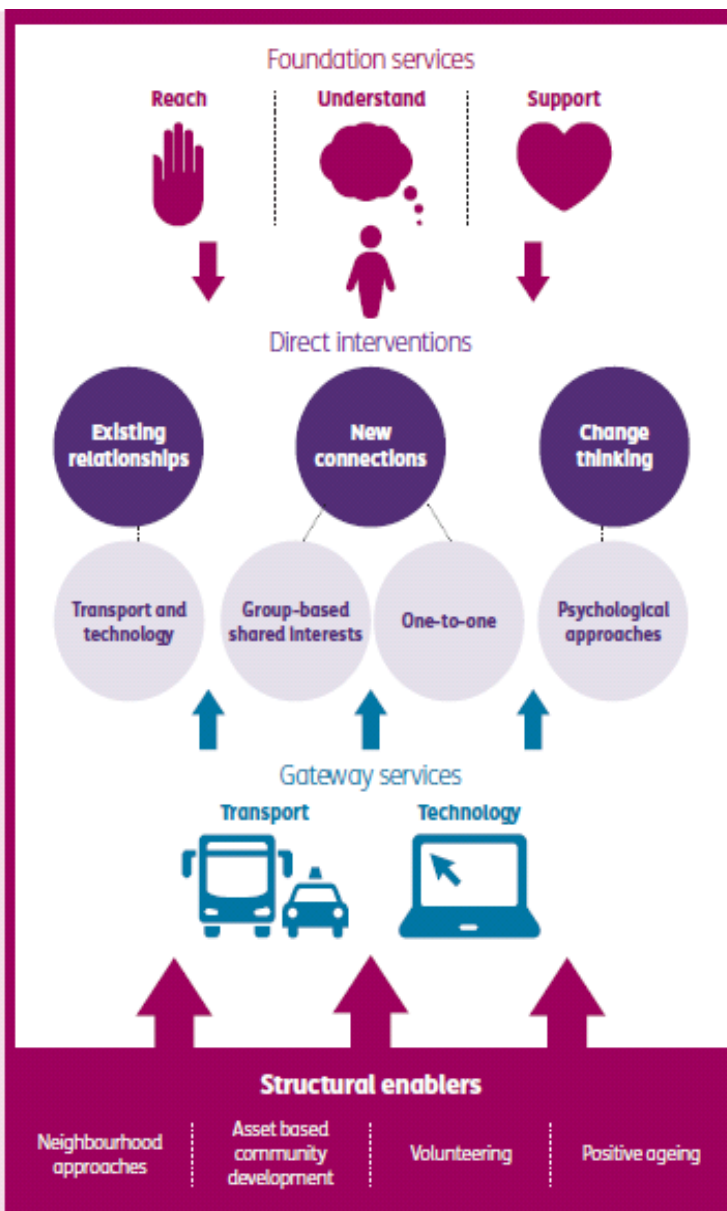 Foundation services
Reach
Understand
Support
Direct interventions
Existing
relationships
New
connections
Change
thinking
Transport and
technology
Group-based
shared interests
One-to-one
Psychological
approaches
Gateway services
Transport
Technology
Structural enablers
Neighbourhood
approaches
Asset based
community
development
Volunteering
Positive ageing